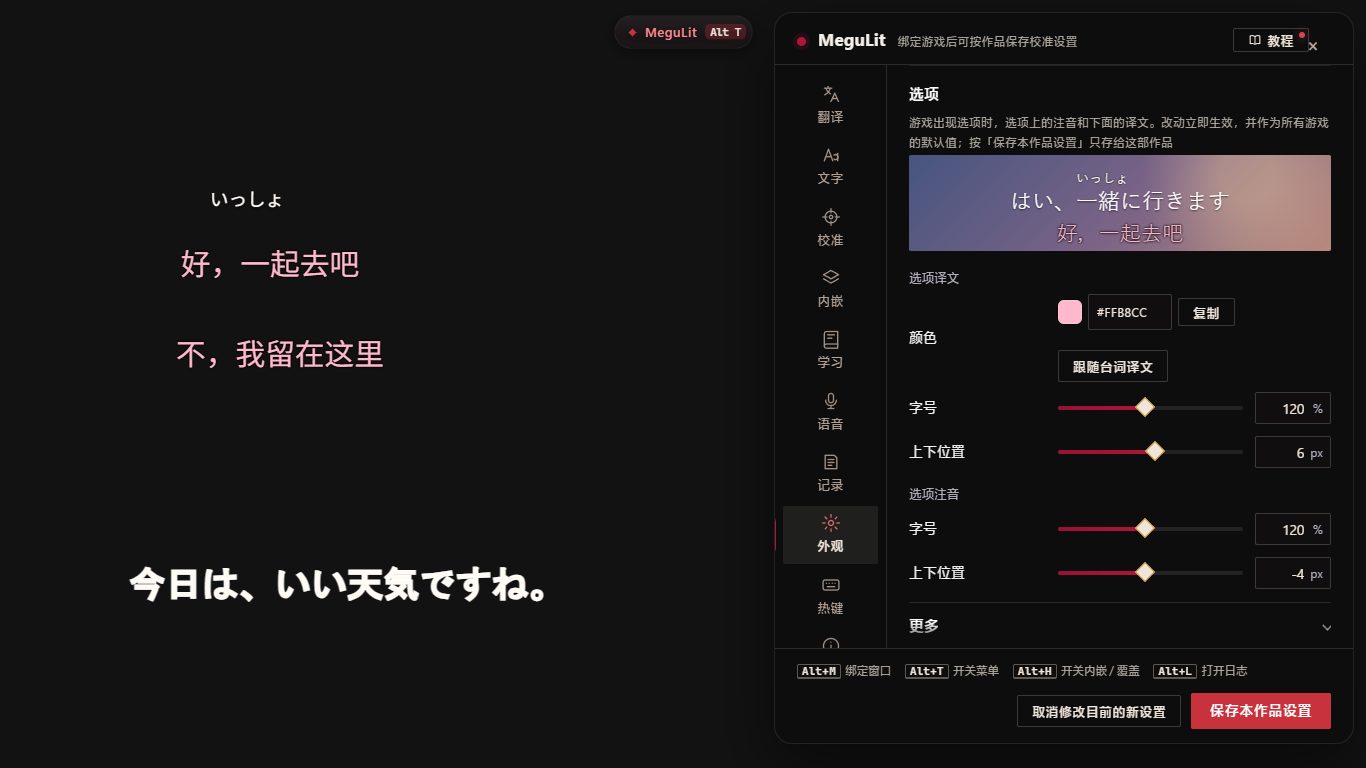 MeguLit Alt T
いっしょ
好，一起去吧
不，我留在这里
今日は、いい天気ですね。
MeguLit 绑定游戏后可按作品保存校准设置 教程 ×
翻译
文字
校准
内嵌
学习
语音
记录
外观
热键
选项
游戏出现选项时，选项上的注音和下面的译文。改动立即生效，并作为所有游戏
的默认值；按「保存本作品设置」只存给这部作品
いっしょ
はい、一緒に行きます
好，一起去吧
选项译文
颜色 #FFB8CC 复制
跟随台词译文
字号 120 %
上下位置 6 px
选项注音
字号 120 %
上下位置 -4 px
更多
Alt+M 绑定窗口 Alt+T 开关菜单 Alt+H 开关内嵌 / 覆盖 Alt+L 打开日志
取消修改目前的新设置 保存本作品设置